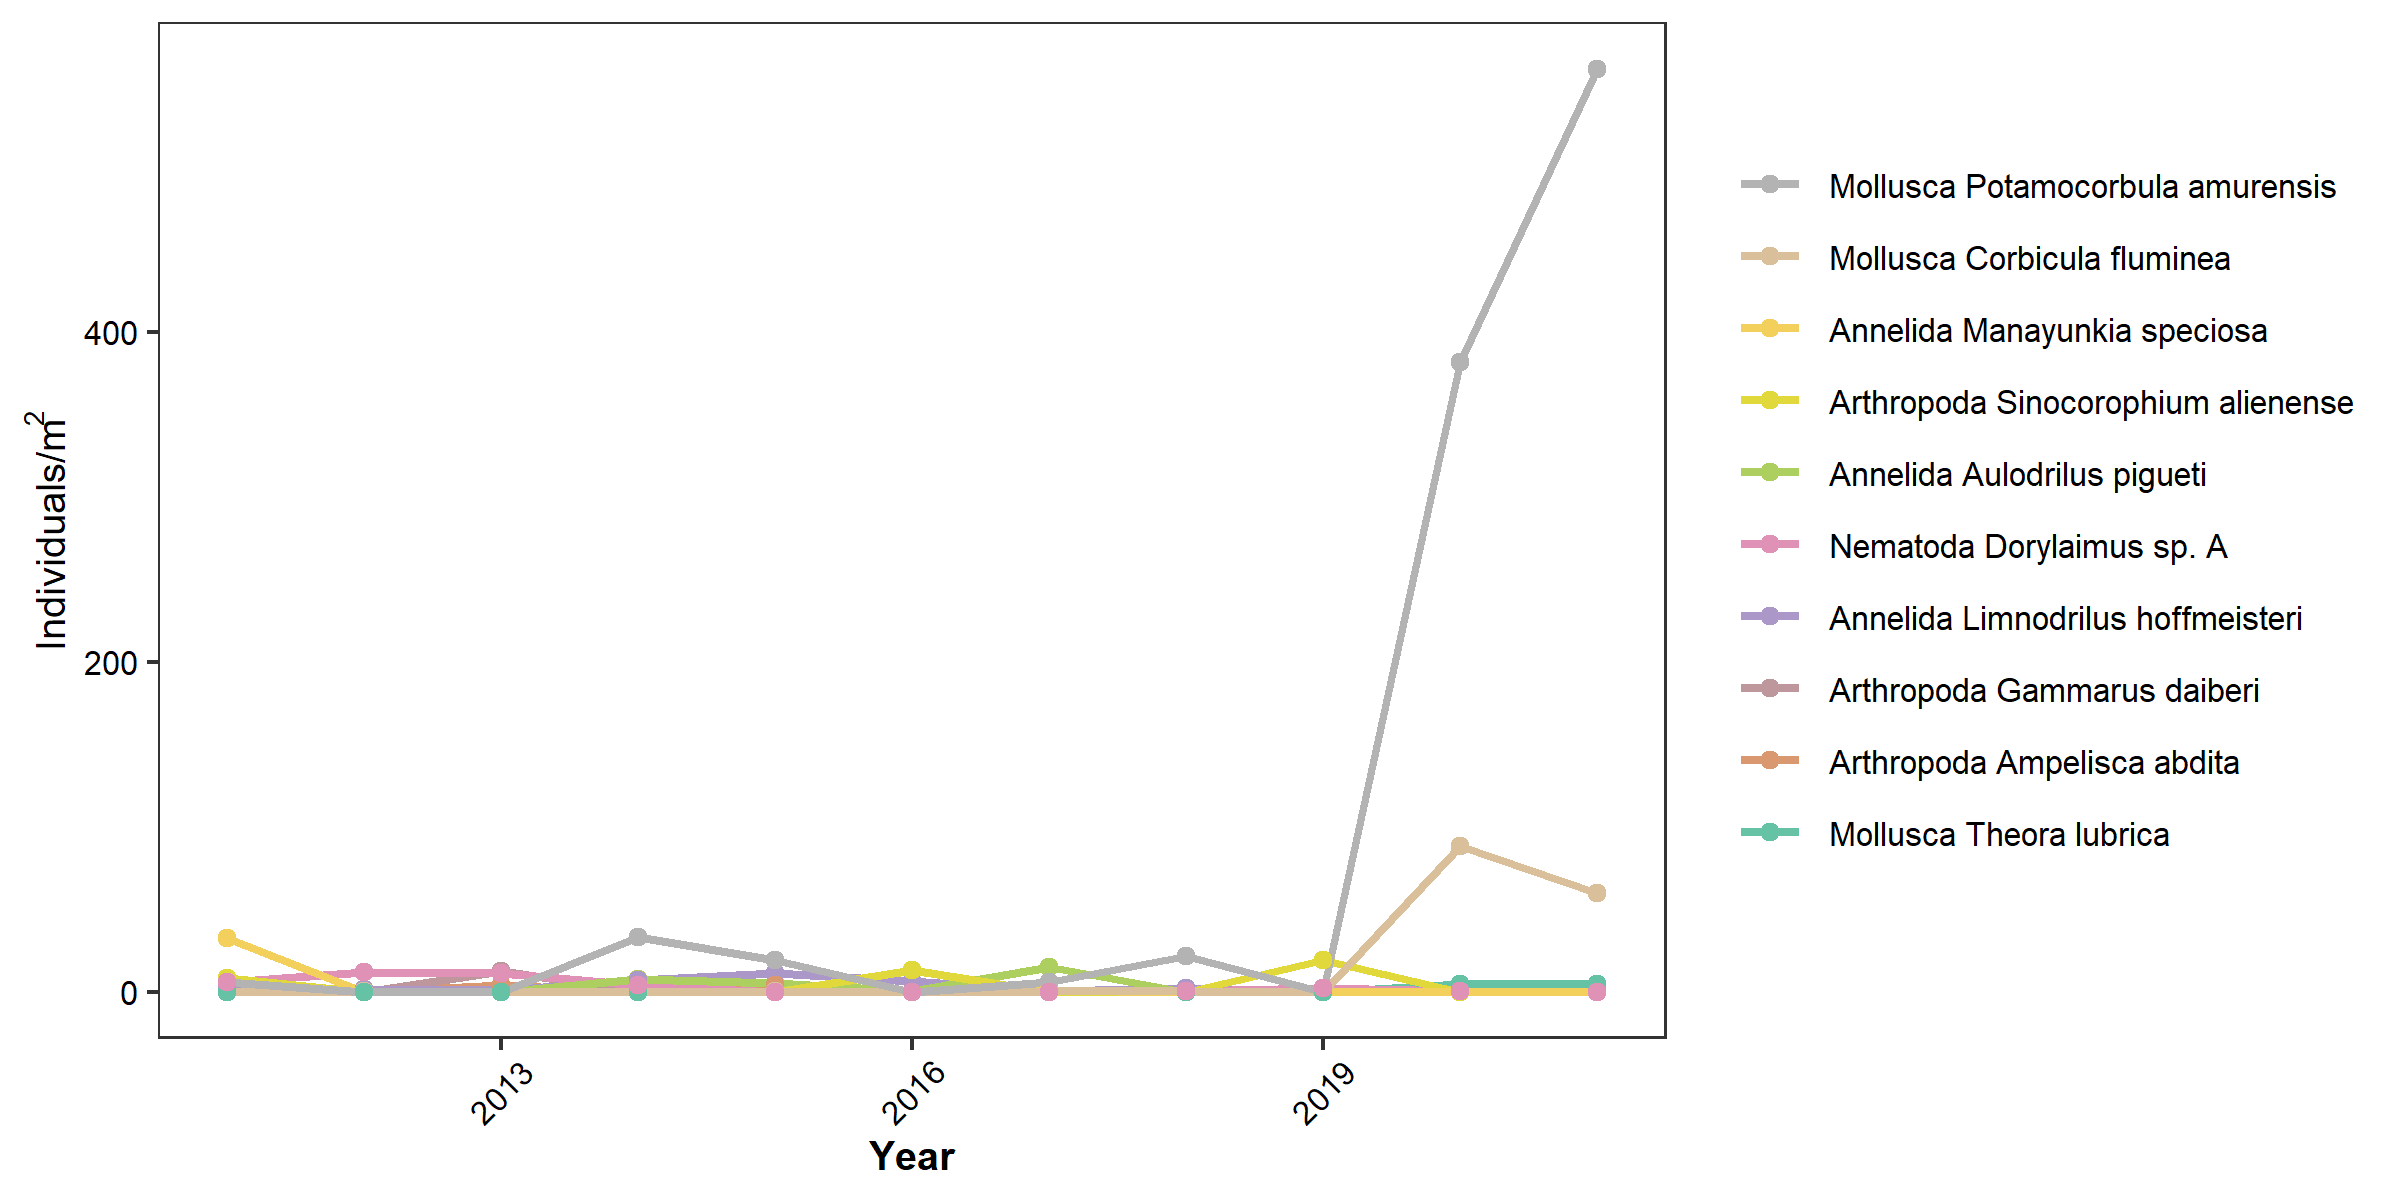 Individuals/m²
400
200
0
2013
2016
2019
Year
Mollusca Potamocorbula amurensis
Mollusca Corbicula fluminea
Annelida Manayunkia speciosa
Arthropoda Sinocorophium alienense
Annelida Aulodrilus pigueti
Nematoda Dorylaimus sp. A
Annelida Limnodrilus hoffmeisteri
Arthropoda Gammarus daiberi
Arthropoda Ampelisca abdita
Mollusca Theora lubrica